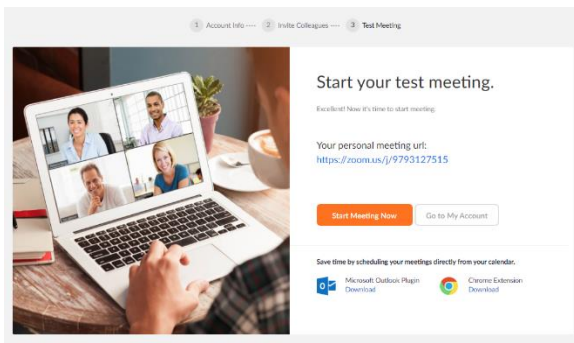 1 Account Info ---- 2 Invite Colleagues ---- 3 Test Meeting
Start your test meeting.
Excellent! Now it's time to start meeting.
Your personal meeting url:
https://zoom.us/j/9793127515
Start Meeting Now Go to My Account
Save time by scheduling your meetings directly from your calendar.
Microsoft Outlook Plugin Chrome Extension
Download Download